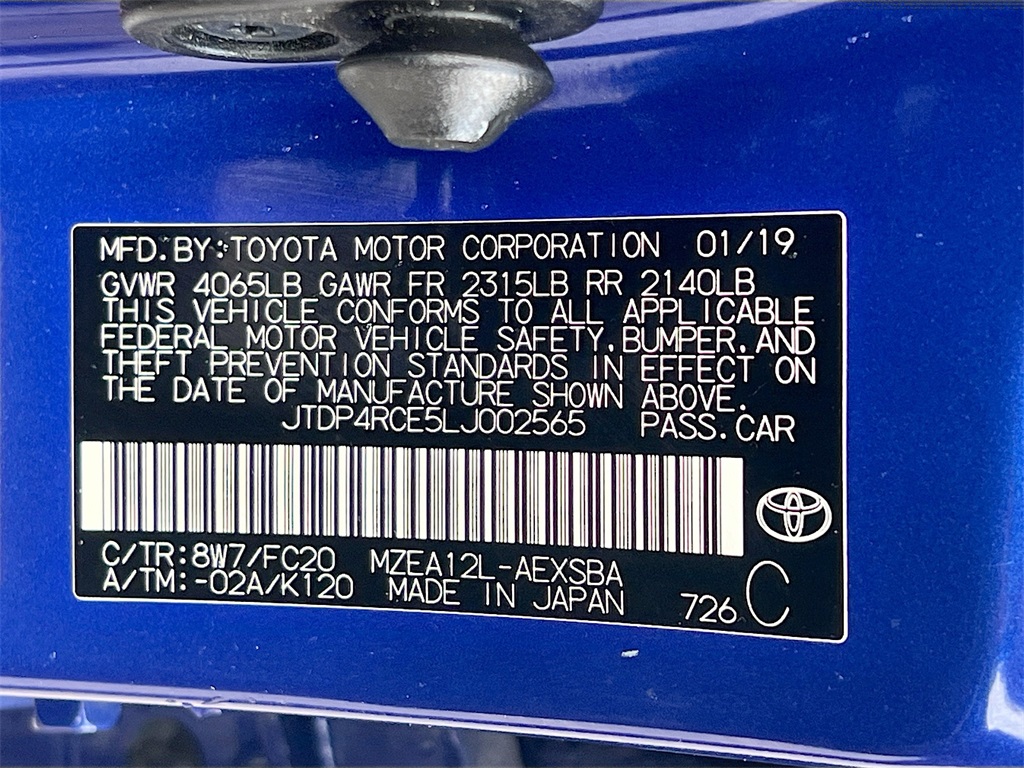 MFD.BY:TOYOTA MOTOR CORPORATION 01/19
GVWR 4065LB GAWR FR 2315LB RR 2140LB
THIS VEHICLE CONFORMS TO ALL APPLICABLE
FEDERAL MOTOR VEHICLE SAFETY,BUMPER,AND
THEFT PREVENTION STANDARDS IN EFFECT ON
THE DATE OF MANUFACTURE SHOWN ABOVE.
JTDP4RCE5LJ002565 PASS.CAR
C/TR:8W7/FC20 MZEA12L-AEXSBA
A/TM:-02A/K120 MADE IN JAPAN 726 C